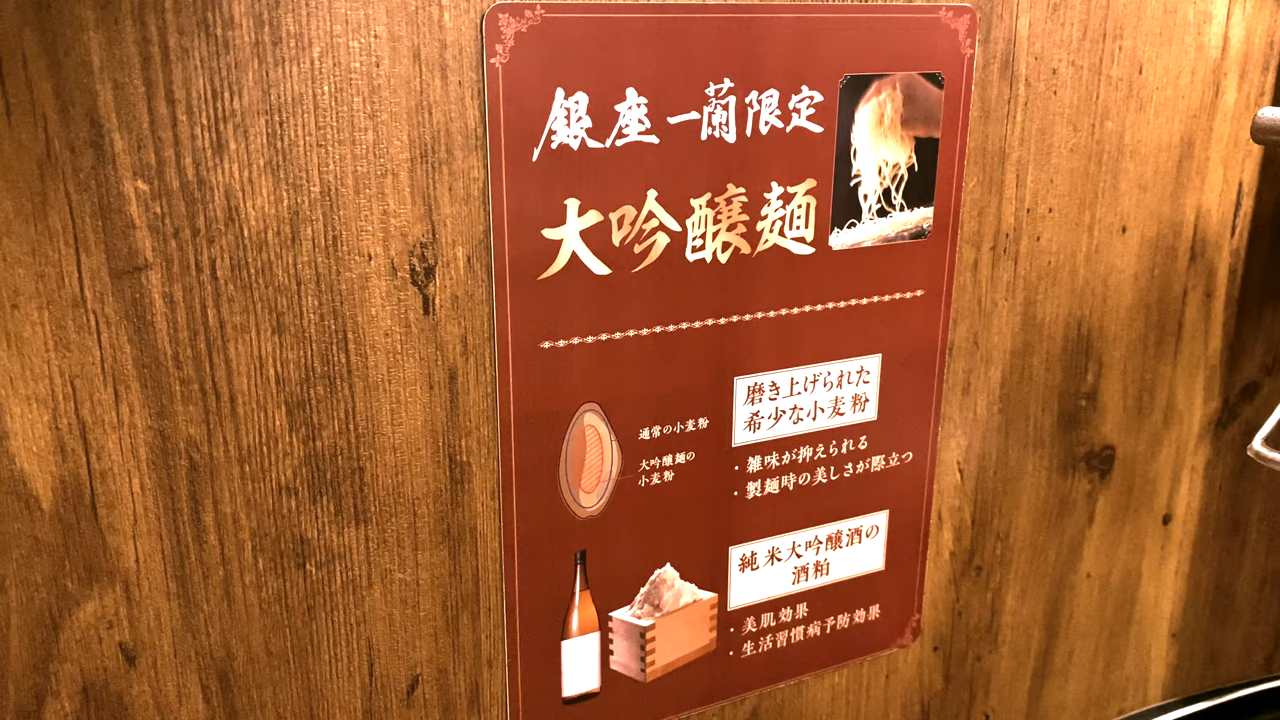 銀座一蘭限定
大吟醸麺
磨き上げられた
希少な小麦粉
通常の小麦粉
大吟醸麺の
小麦粉
・雑味が抑えられる
・製麺時の美しさが際立つ
純米大吟醸酒の
酒粕
・美肌効果
・生活習慣病予防効果